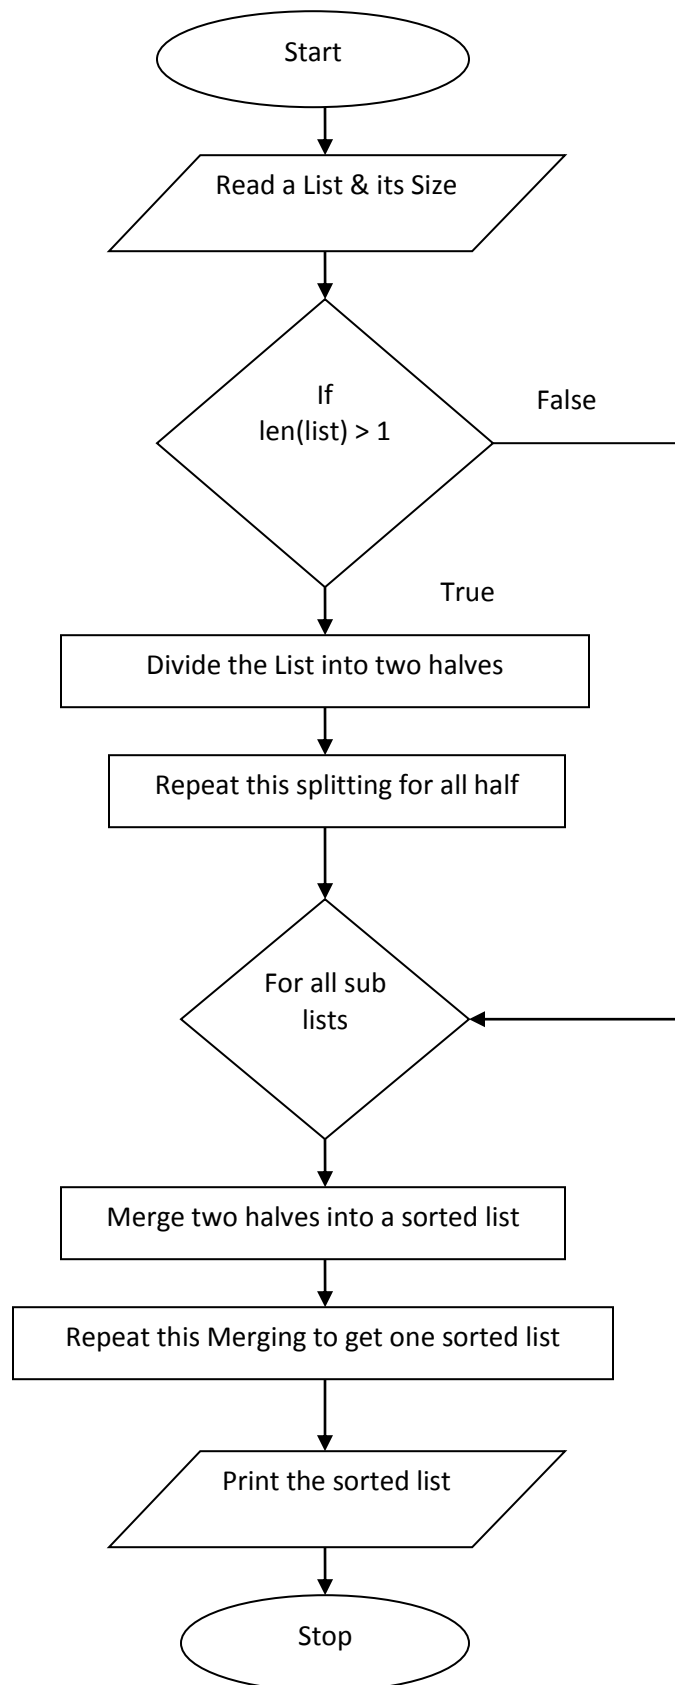 Start
Read a List & its Size
If
len(list) > 1
False
True
Divide the List into two halves
Repeat this splitting for all half
For all sub
lists
Merge two halves into a sorted list
Repeat this Merging to get one sorted list
Print the sorted list
Stop